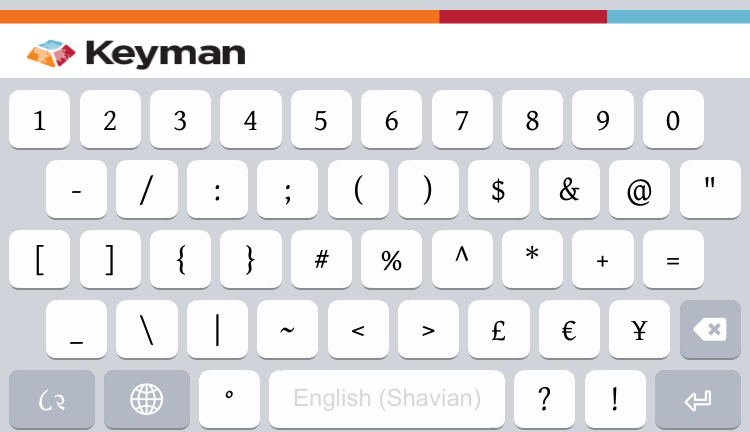 Keyman
1 2 3 4 5 6 7 8 9 0
- / : ; ( ) $ & @ "
[ ] { } # % ^ * + =
_ \ | ~ < > £ € ¥
° English (Shavian) ? !